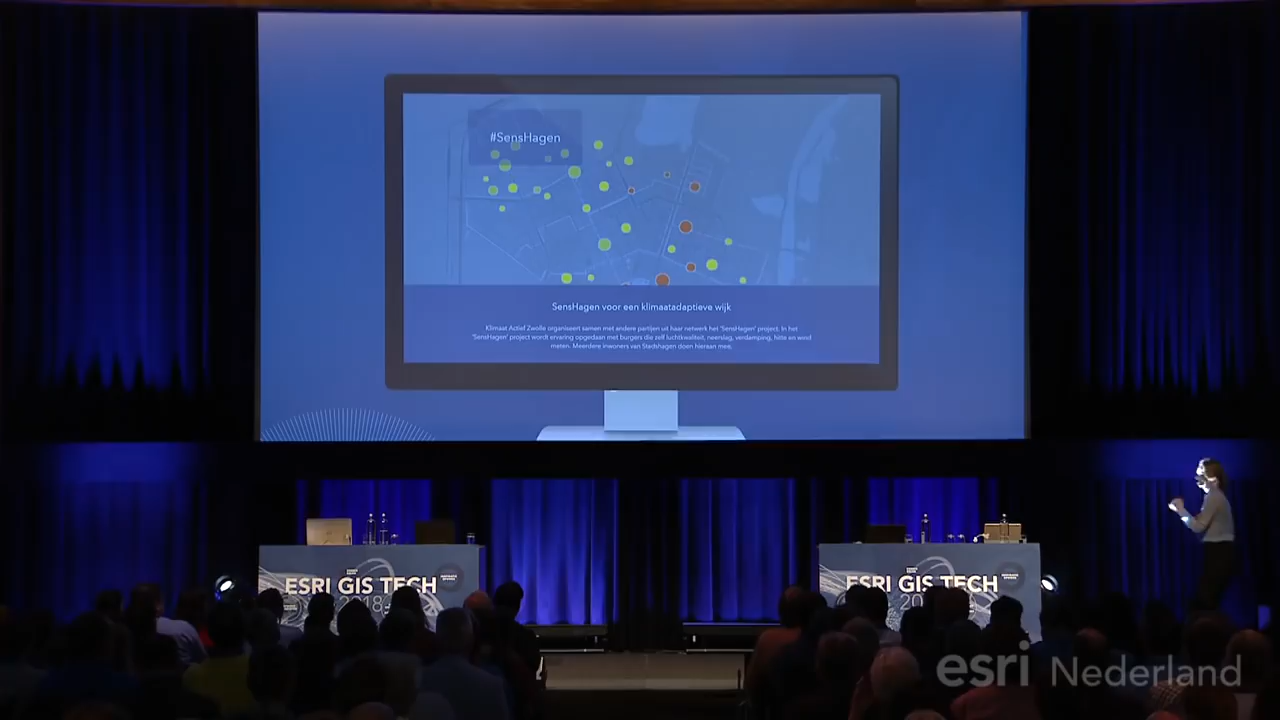 #SensHagen
SensHagen voor een klimaatadaptieve wijk
Klimaat Actief Zwolle organiseert samen met andere partijen uit haar netwerk het 'SensHagen' project. In het
'SensHagen' project wordt ervaring opgedaan met burgers die zelf luchtkwaliteit, neerslag, verdamping, hitte en wind
meten. Meerdere inwoners van Stadshagen doen hieraan mee.
ESRI GIS TECH
2018
ESRI GIS TECH
20
esri Nederland